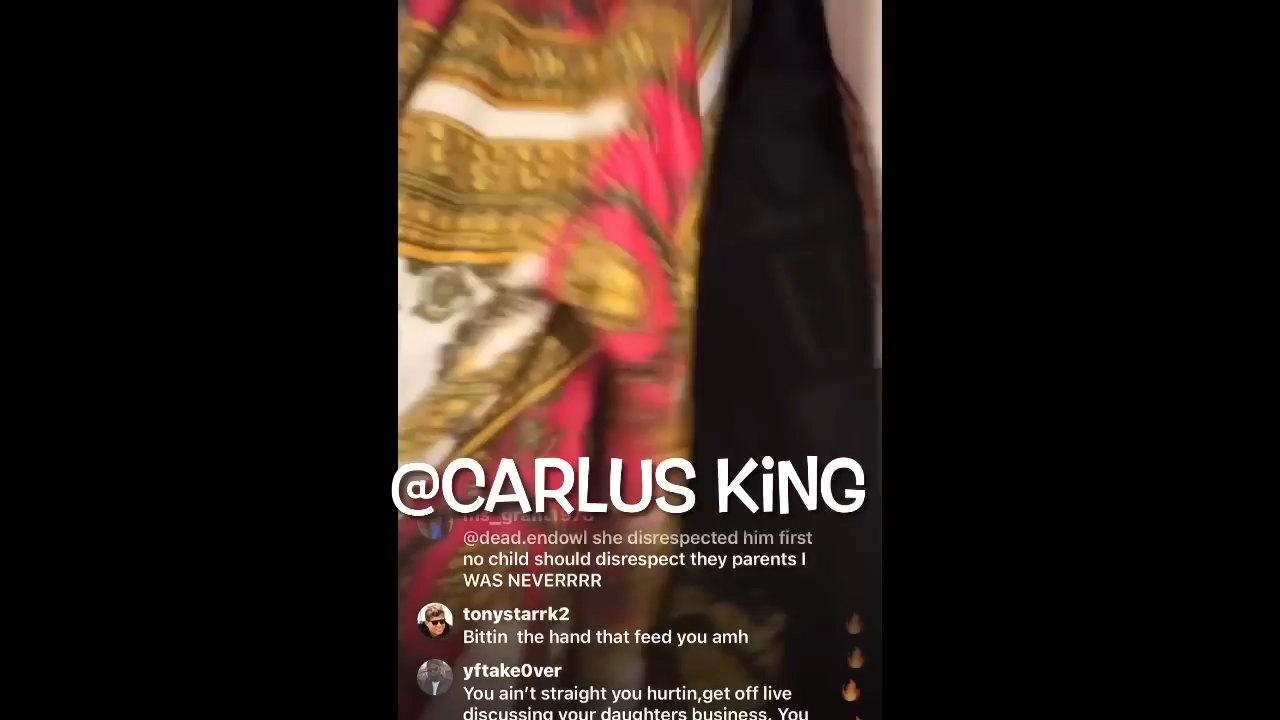 @CARLUS KiNG
@dead.endowl she disrespected him first
no child should disrespect they parents I
WAS NEVERRRR
tonystarrk2
Bittin the hand that feed you amh
yftake0ver
You ain't straight you hurtin,get off live
discussing your daughters business. You